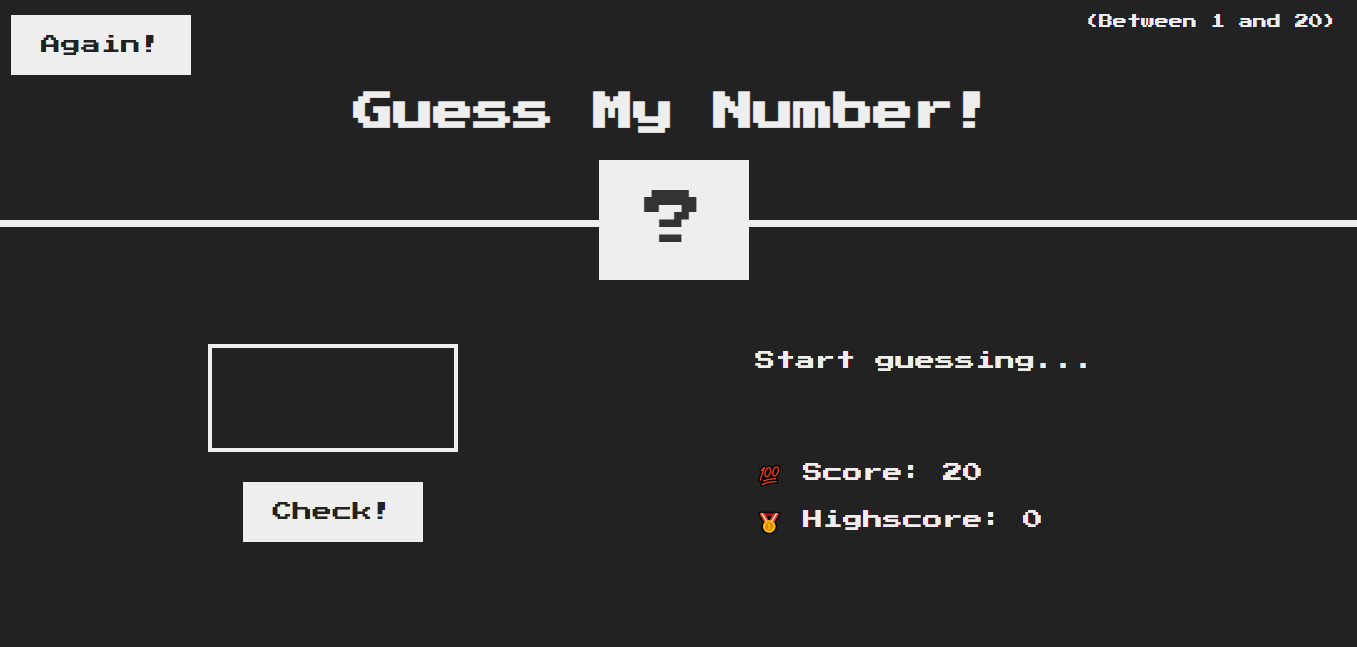 Again!
(Between 1 and 20)
Guess My Number!
?
Start guessing...
Check!
💯 Score: 20
🥇 Highscore: 0